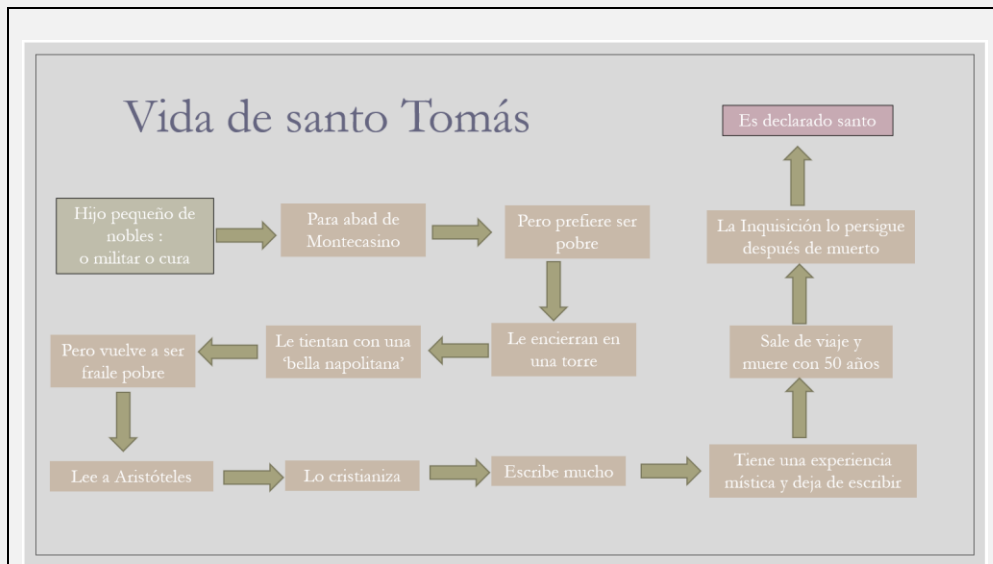 Vida de santo Tomás
Hijo pequeño de
nobles :
o militar o cura
Para abad de
Montecasino
Pero prefiere ser
pobre
Le encierran en
una torre
Le tientan con una
‘bella napolitana’
Pero vuelve a ser
fraile pobre
Lee a Aristóteles
Lo cristianiza
Escribe mucho
Tiene una experiencia
mística y deja de escribir
Sale de viaje y
muere con 50 años
La Inquisición lo persigue
después de muerto
Es declarado santo